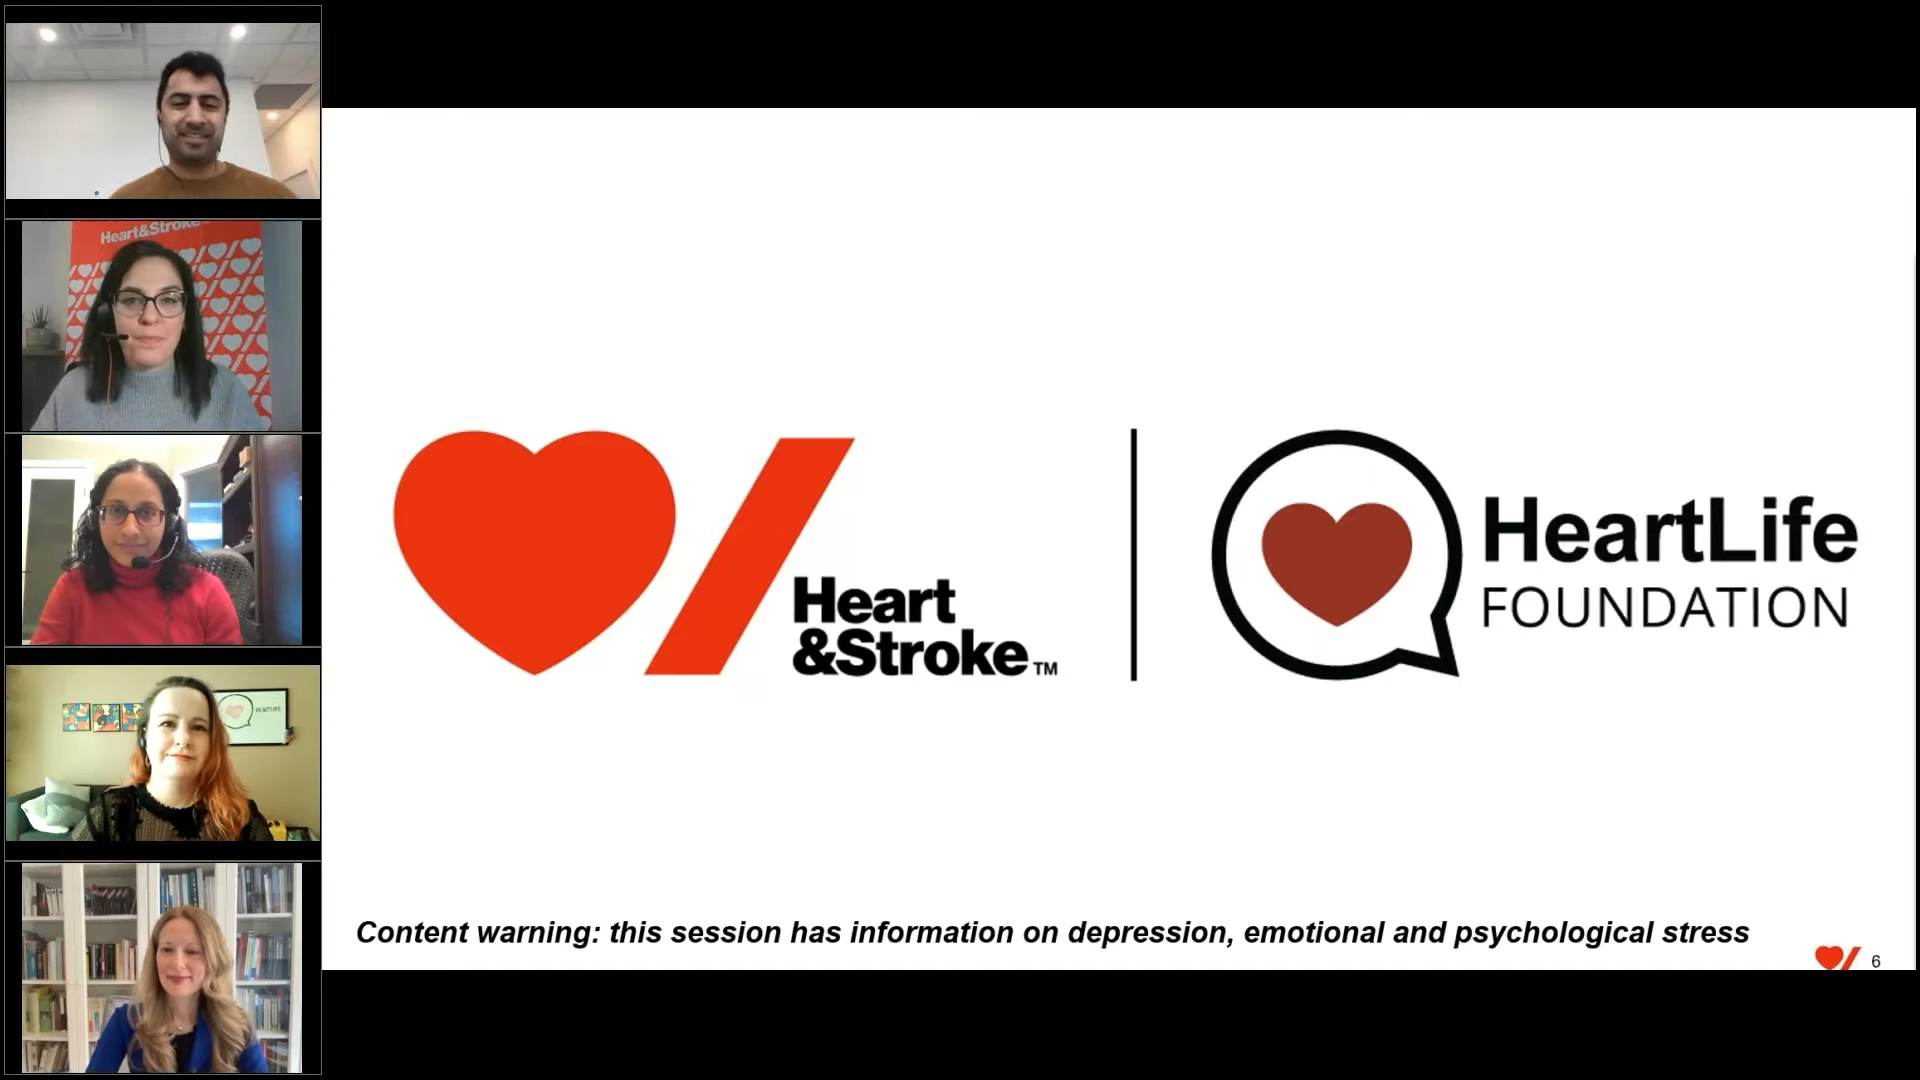 Heart&Stroke
HEARTLIFE
Heart
&Stroke™
HeartLife
FOUNDATION
Content warning: this session has information on depression, emotional and psychological stress
6